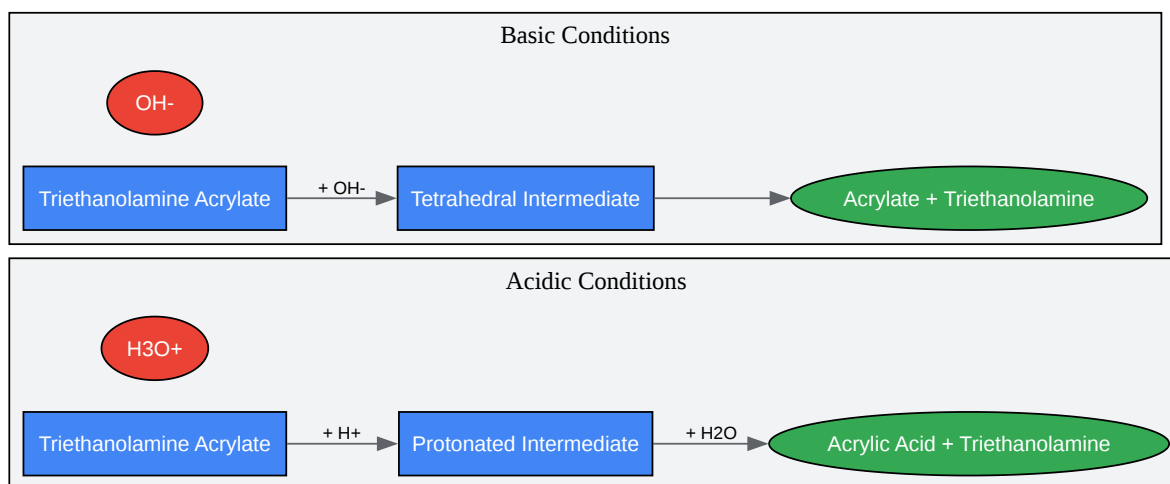 Basic Conditions
OH-
Triethanolamine Acrylate
+ OH-
Tetrahedral Intermediate
Acrylate + Triethanolamine
Acidic Conditions
H3O+
Triethanolamine Acrylate
+ H+
Protonated Intermediate
+ H2O
Acrylic Acid + Triethanolamine